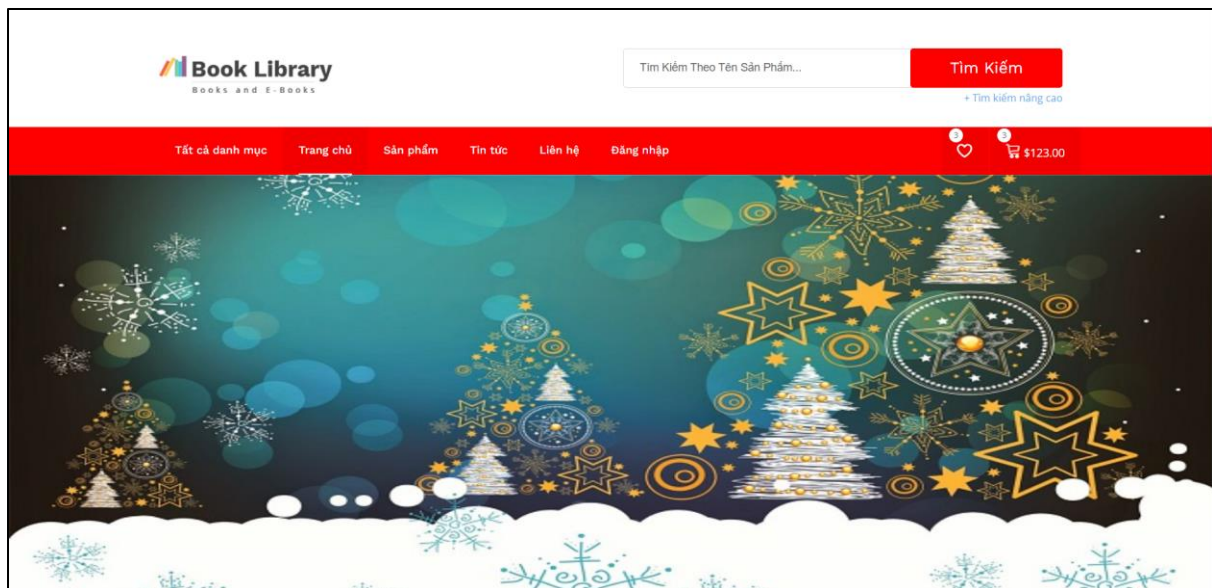 Book Library
Books and E-Books
Tìm Kiếm Theo Tên Sản Phẩm...
Tìm Kiếm
+ Tìm kiếm nâng cao
Tất cả danh mục Trang chủ Sản phẩm Tin tức Liên hệ Đăng nhập 3 3 $123.00